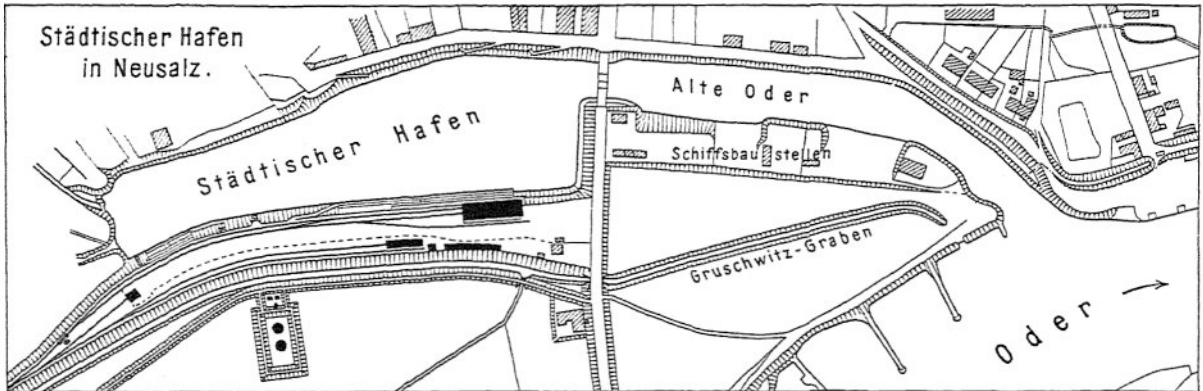 Städtischer Hafen
in Neusalz.
Städtischer Hafen
Alte Oder
Schiffsbaustellen
Gruschwitz-Graben
Oder